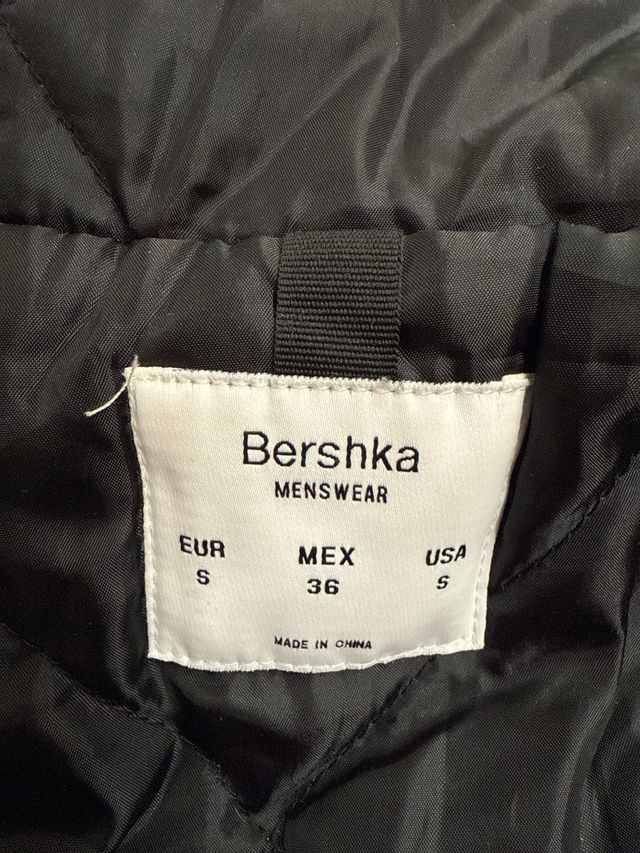 Bershka
MENSWEAR
EUR MEX USA
S 36 S
MADE IN CHINA